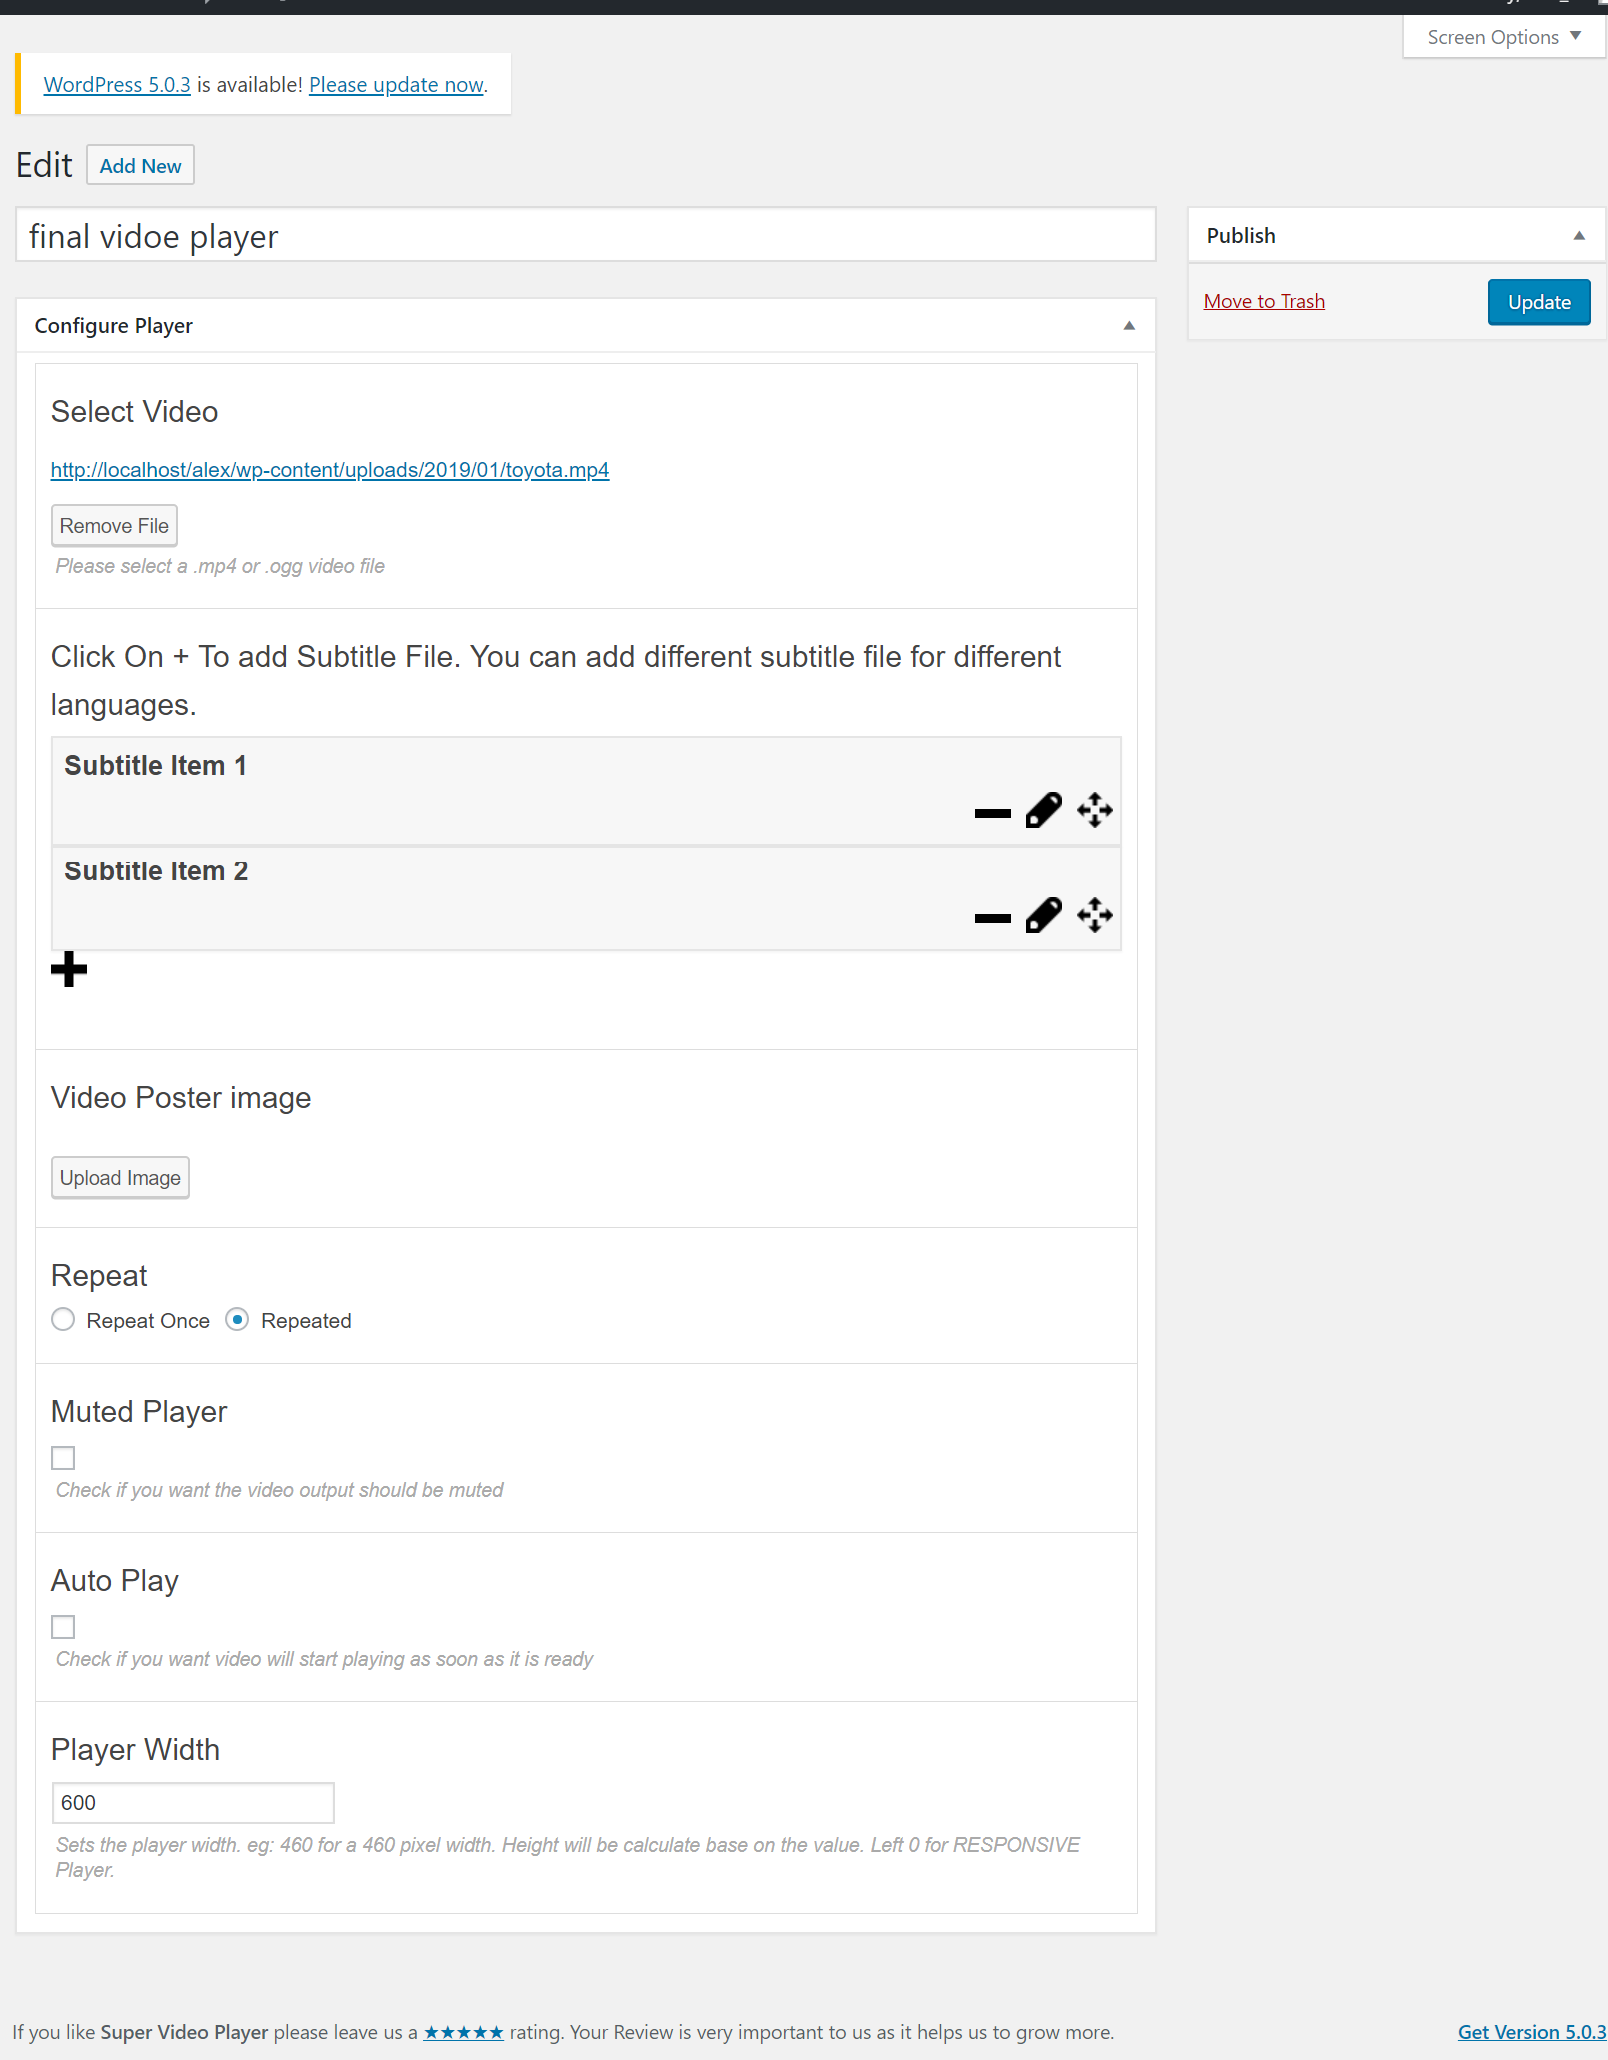 Screen Options
WordPress 5.0.3 is available! Please update now.
Edit Add New
final vidoe player
Publish
Move to Trash Update
Configure Player
Select Video
http://localhost/alex/wp-content/uploads/2019/01/toyota.mp4
Remove File
Please select a .mp4 or .ogg video file
Click On + To add Subtitle File. You can add different subtitle file for different
languages.
Subtitle Item 1
Subtitle Item 2
Video Poster image
Upload Image
Repeat
Repeat Once Repeated
Muted Player
Check if you want the video output should be muted
Auto Play
Check if you want video will start playing as soon as it is ready
Player Width
600
Sets the player width. eg: 460 for a 460 pixel width. Height will be calculate base on the value. Left 0 for RESPONSIVE
Player.
If you like Super Video Player please leave us a ★★★★★ rating. Your Review is very important to us as it helps us to grow more.
Get Version 5.0.3